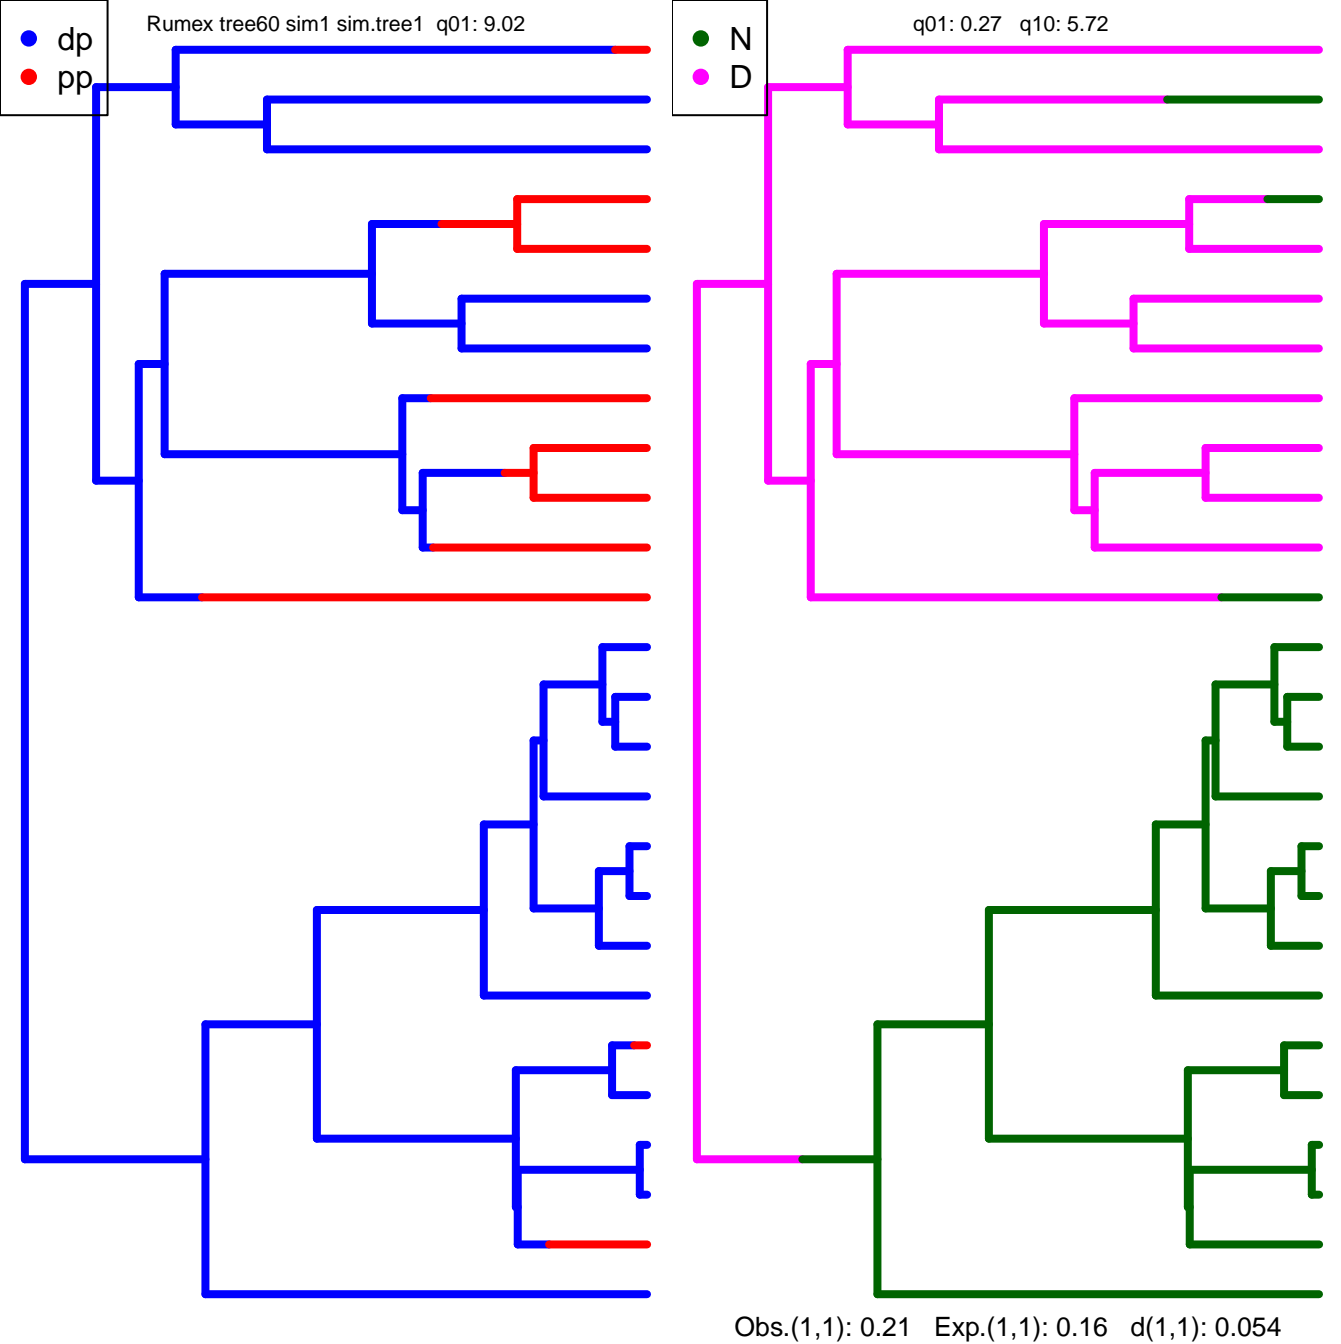 Rumex tree60 sim1 sim.tree1 q01: 9.02
dp
pp
q01: 0.27 q10: 5.72
N
D
Obs.(1,1): 0.21 Exp.(1,1): 0.16 d(1,1): 0.054